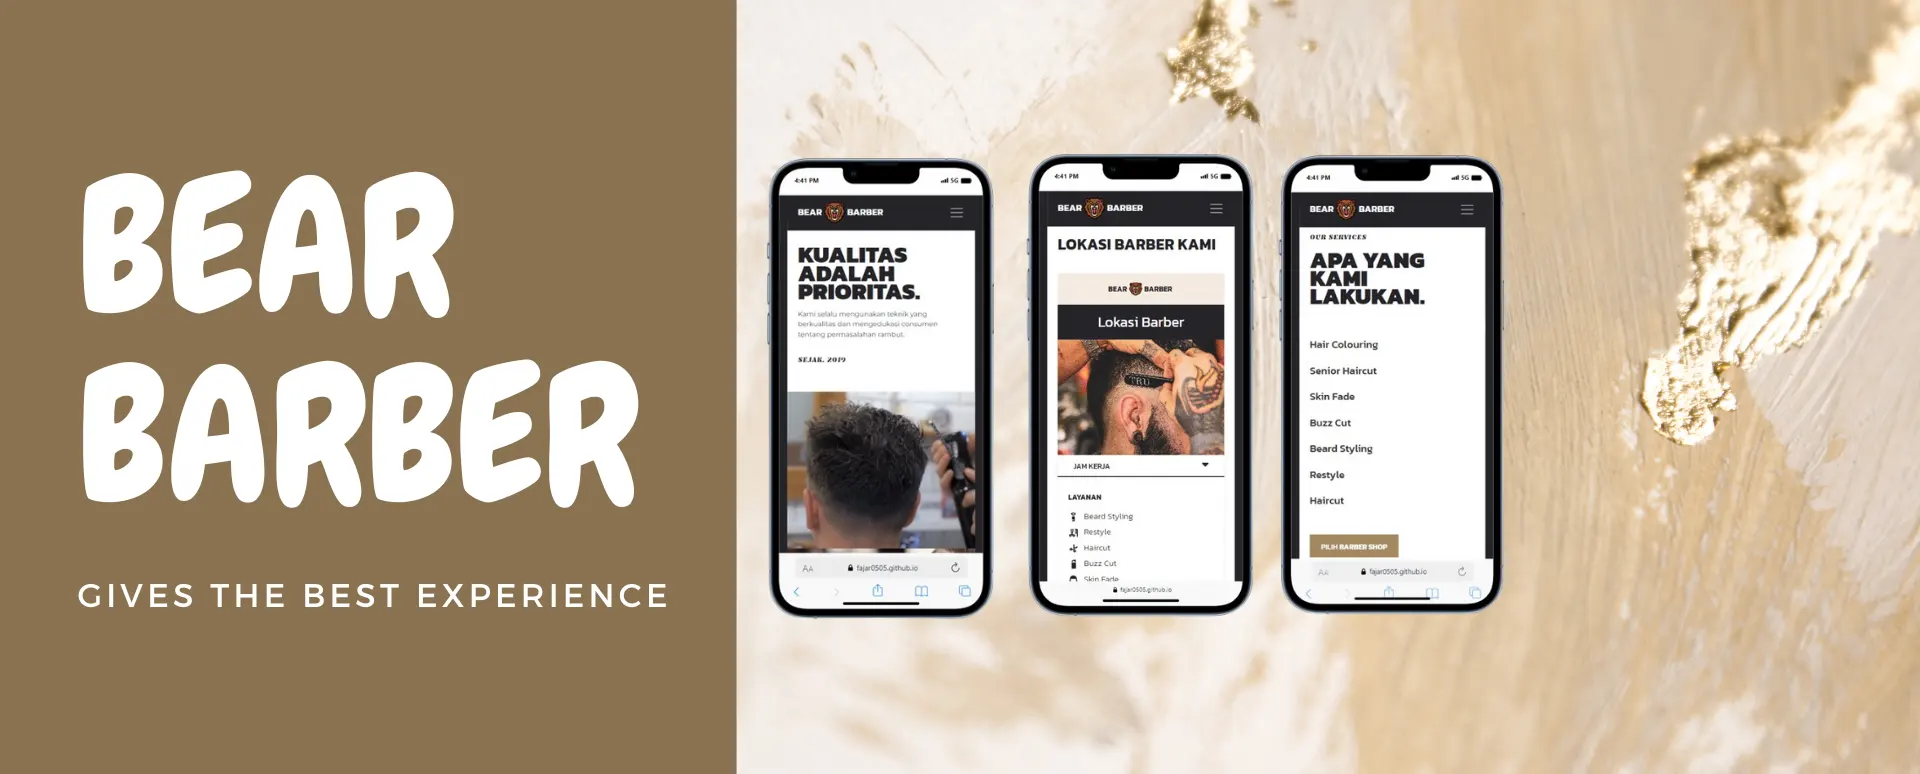 BEAR
BARBER
GIVES THE BEST EXPERIENCE
4:41 PM
5G
BEAR BARBER
KUALITAS
ADALAH
PRIORITAS.
Kami selalu mengunakan teknik yang
berkualitas dan mengedukasi consumen
tentang permasalahan rambut.
SEJAK. 2019
AA fajar0505.github.io
4:41 PM
5G
BEAR BARBER
LOKASI BARBER KAMI
BEAR BARBER
Lokasi Barber
TRU
JAM KERJA
LAYANAN
Beard Styling
Restyle
Haircut
Buzz Cut
Skin Fade
fajar0505.github.io
4:41 PM
5G
BEAR BARBER
OUR SERVICES
APA YANG
KAMI
LAKUKAN.
Hair Colouring
Senior Haircut
Skin Fade
Buzz Cut
Beard Styling
Restyle
Haircut
PILIH BARBER SHOP
AA fajar0505.github.io